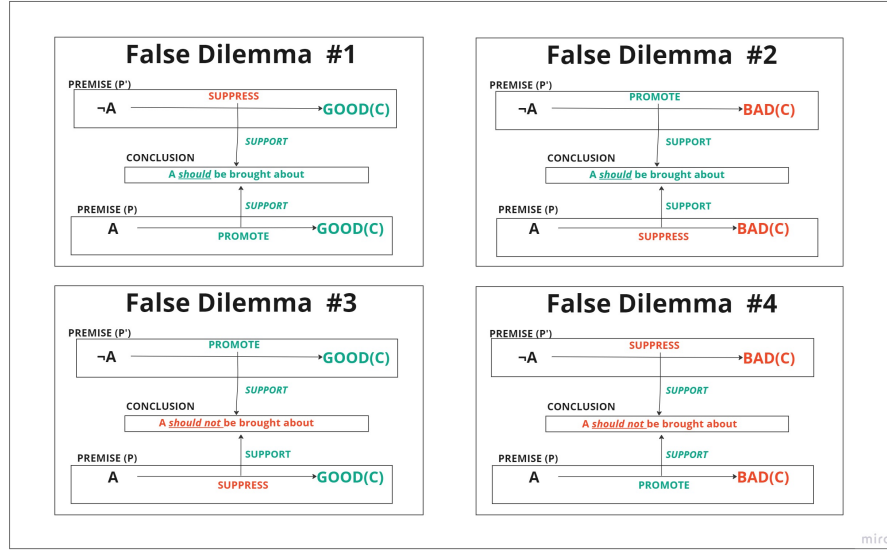 False Dilemma #1
PREMISE (P')
SUPPRESS
¬A
GOOD(C)
SUPPORT
CONCLUSION
A should be brought about
SUPPORT
PREMISE (P)
A
GOOD(C)
PROMOTE
False Dilemma #2
PREMISE (P')
PROMOTE
¬A
BAD(C)
SUPPORT
CONCLUSION
A should be brought about
SUPPORT
PREMISE (P)
A
BAD(C)
SUPPRESS
False Dilemma #3
PREMISE (P')
PROMOTE
¬A
GOOD(C)
SUPPORT
CONCLUSION
A should not be brought about
SUPPORT
PREMISE (P)
A
GOOD(C)
SUPPRESS
False Dilemma #4
PREMISE (P')
SUPPRESS
¬A
BAD(C)
SUPPORT
CONCLUSION
A should not be brought about
SUPPORT
PREMISE (P)
A
BAD(C)
PROMOTE